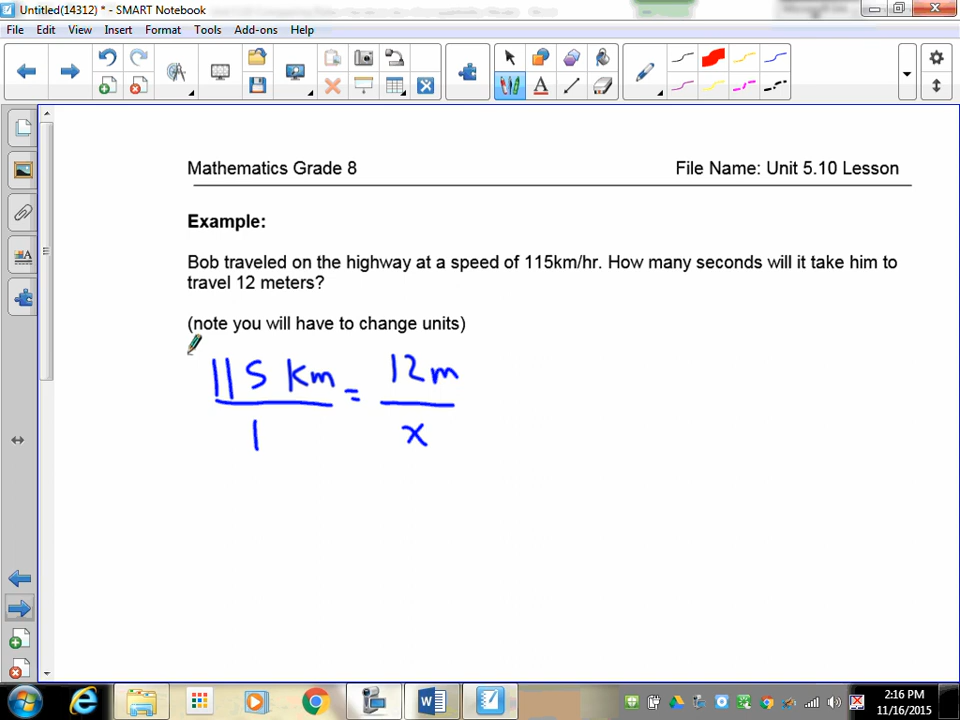 Untitled(14312) * - SMART Notebook
File Edit View Insert Format Tools Add-ons Help
Mathematics Grade 8 File Name: Unit 5.10 Lesson
Example:
Bob traveled on the highway at a speed of 115km/hr. How many seconds will it take him to
travel 12 meters?
(note you will have to change units)
115 Km = 12m
1 x
2:16 PM
11/16/2015